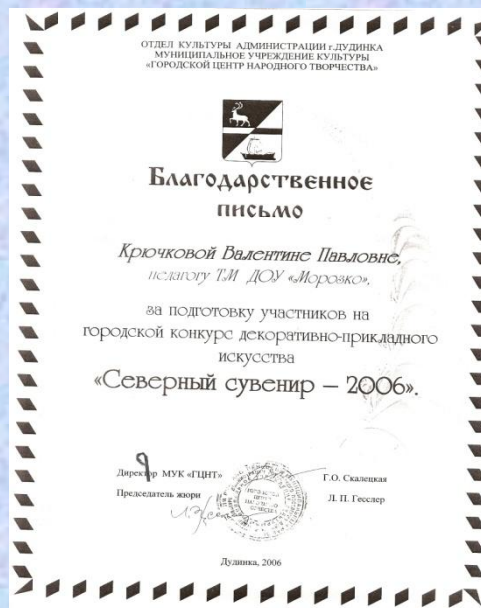 ОТДЕЛ КУЛЬТУРЫ АДМИНИСТРАЦИИ г.ДУДИНКА
МУНИЦИПАЛЬНОЕ УЧРЕЖДЕНИЕ КУЛЬТУРЫ
«ГОРОДСКОЙ ЦЕНТР НАРОДНОГО ТВОРЧЕСТВА»
Благодарственное
письмо
Крючковой Валентине Павловне,
педагогу ТМ ДОУ «Морозко»,
за подготовку участников на
городской конкурс декоративно-прикладного
искусства
«Северный сувенир – 2006».
Директор МУК «ГЦНТ» Г.О. Скалецкая
Председатель жюри Л. П. Гесслер
Дудинка, 2006